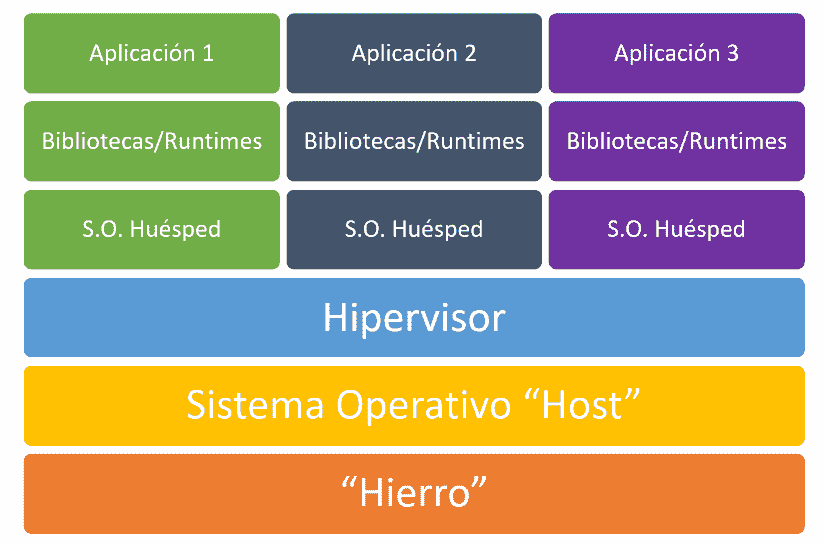 Aplicación 1
Aplicación 2
Aplicación 3
Bibliotecas/Runtimes
Bibliotecas/Runtimes
Bibliotecas/Runtimes
S.O. Huésped
S.O. Huésped
S.O. Huésped
Hipervisor
Sistema Operativo “Host”
“Hierro”